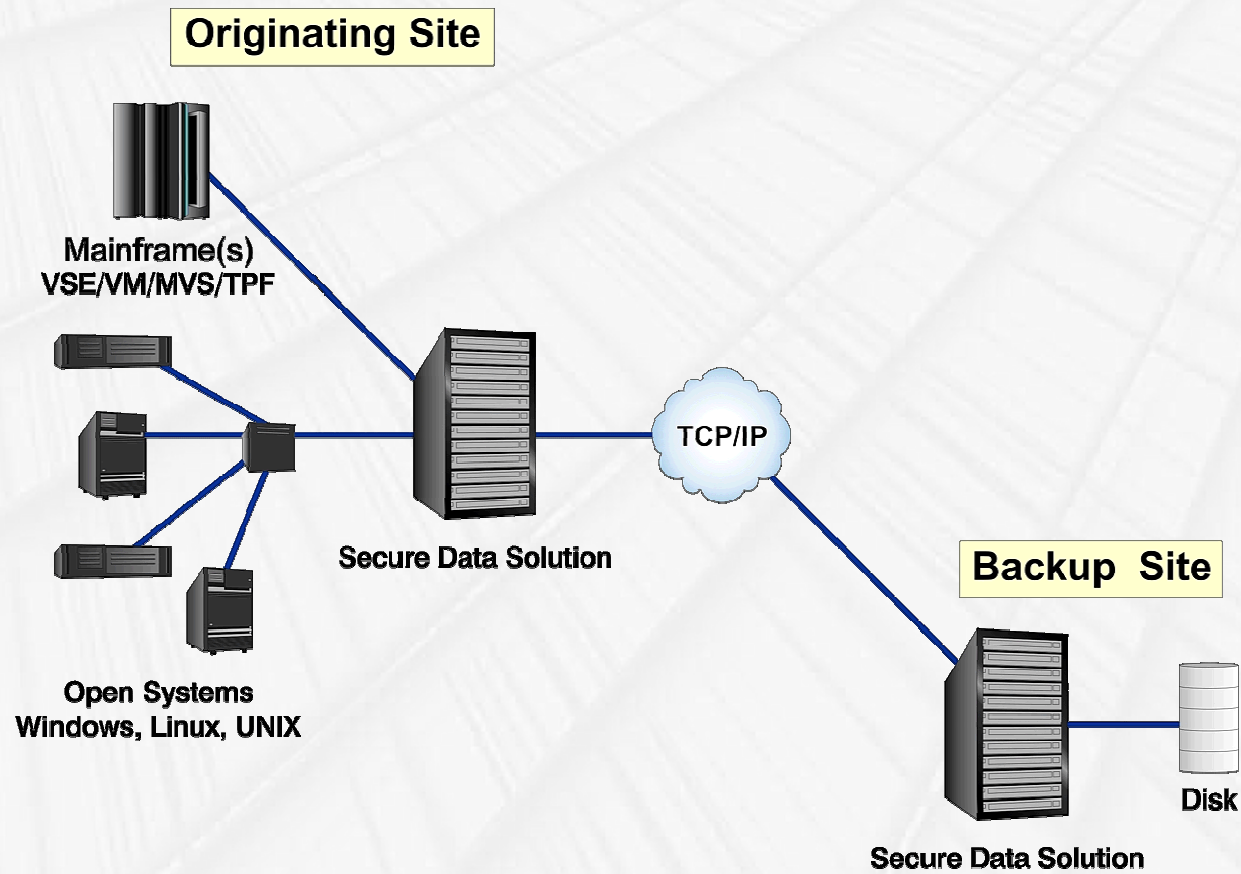 Originating Site
Mainframe(s)
VSE/VM/MVS/TPF
TCP/IP
Secure Data Solution
Open Systems
Windows, Linux, UNIX
Backup Site
Disk
Secure Data Solution